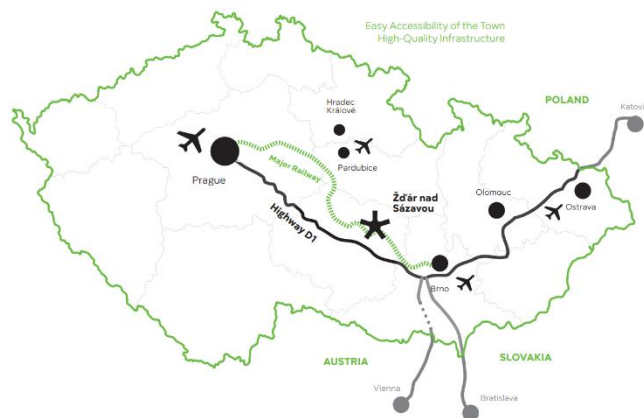 Easy Accessibility of the Town
High-Quality Infrastructure
POLAND
Katovi
Hradec
Králové
Pardubice
Prague
Major Railway
Highway D1
Žďár nad
Sázavou
Olomouc
Ostrava
Brno
AUSTRIA
SLOVAKIA
Vienna
Bratislava